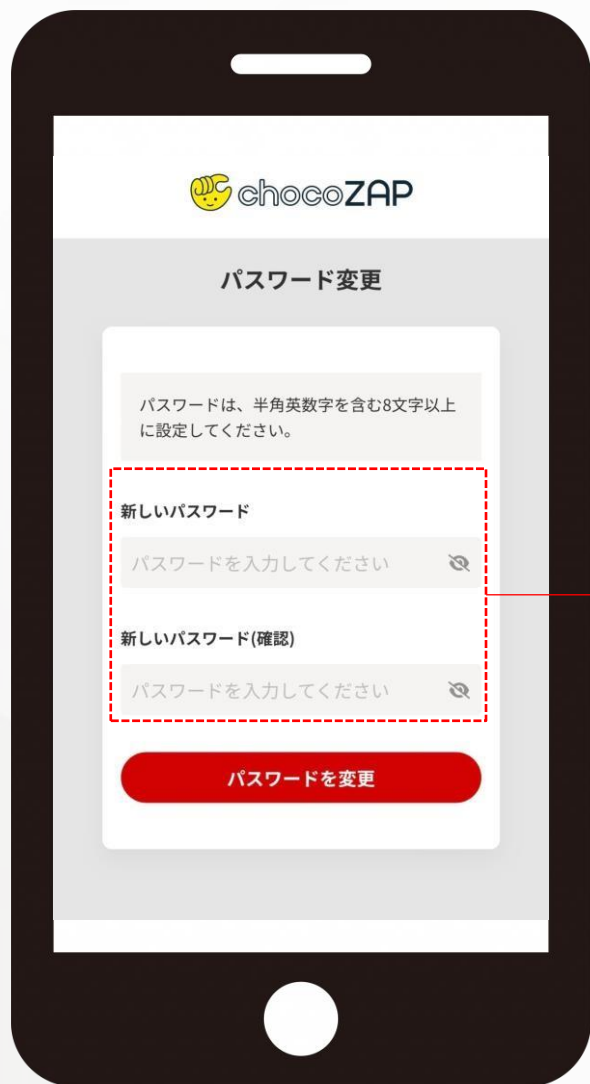 chocoZAP
パスワード変更
パスワードは、半角英数字を含む8文字以上
に設定してください。
新しいパスワード
パスワードを入力してください
新しいパスワード(確認)
パスワードを入力してください
パスワードを変更